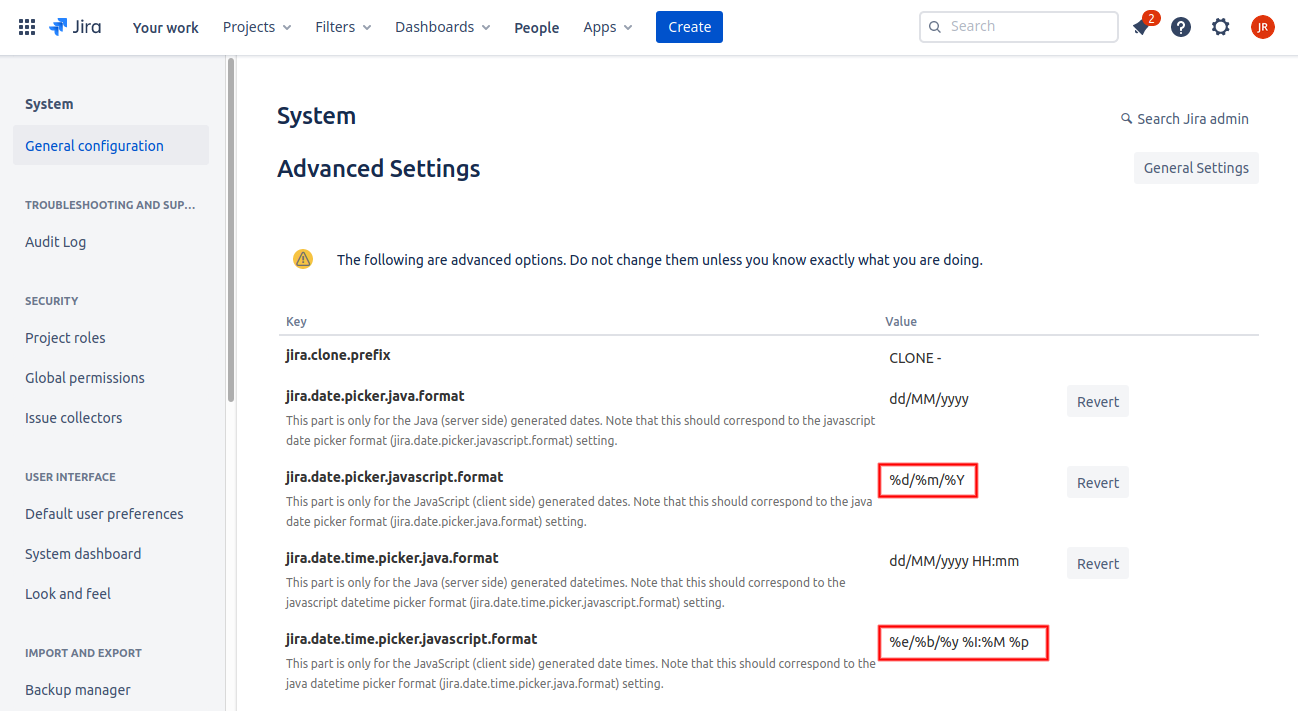 Jira
Your work
Projects
Filters
Dashboards
People
Apps
Create
Search
2
JR
System
General configuration
TROUBLESHOOTING AND SUP...
Audit Log
SECURITY
Project roles
Global permissions
Issue collectors
USER INTERFACE
Default user preferences
System dashboard
Look and feel
IMPORT AND EXPORT
Backup manager
System
Search Jira admin
Advanced Settings
General Settings
The following are advanced options. Do not change them unless you know exactly what you are doing.
Key Value
jira.clone.prefix
CLONE -
jira.date.picker.java.format
This part is only for the Java (server side) generated dates. Note that this should correspond to the javascript
date picker format (jira.date.picker.javascript.format) setting.
dd/MM/yyyy
Revert
jira.date.picker.javascript.format
This part is only for the JavaScript (client side) generated dates. Note that this should correspond to the java
date picker format (jira.date.picker.java.format) setting.
%d/%m/%Y
Revert
jira.date.time.picker.java.format
This part is only for the Java (server side) generated datetimes. Note that this should correspond to the
javascript datetime picker format (jira.date.time.picker.javascript.format) setting.
dd/MM/yyyy HH:mm
Revert
jira.date.time.picker.javascript.format
This part is only for the JavaScript (client side) generated date times. Note that this should correspond to the
java datetime picker format (jira.date.time.picker.java.format) setting.
%e/%b/%y %I:%M %p